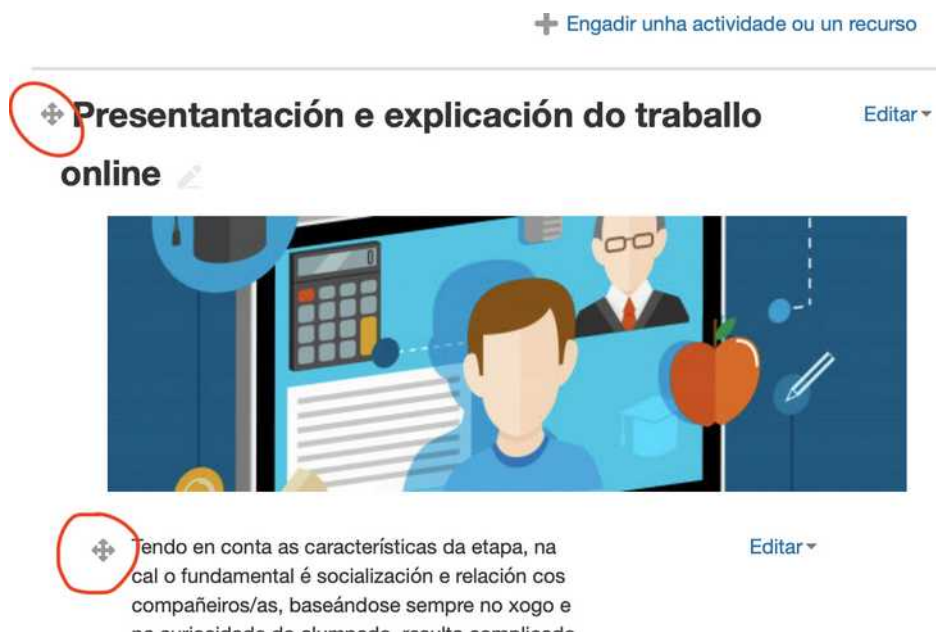 Engadir unha actividade ou un recurso
Presentantación e explicación do traballo
Editar
online
0
Tendo en conta as características da etapa, na
Editar
cal o fundamental é socialización e relación cos
compañeiros/as, baseándose sempre no xogo e